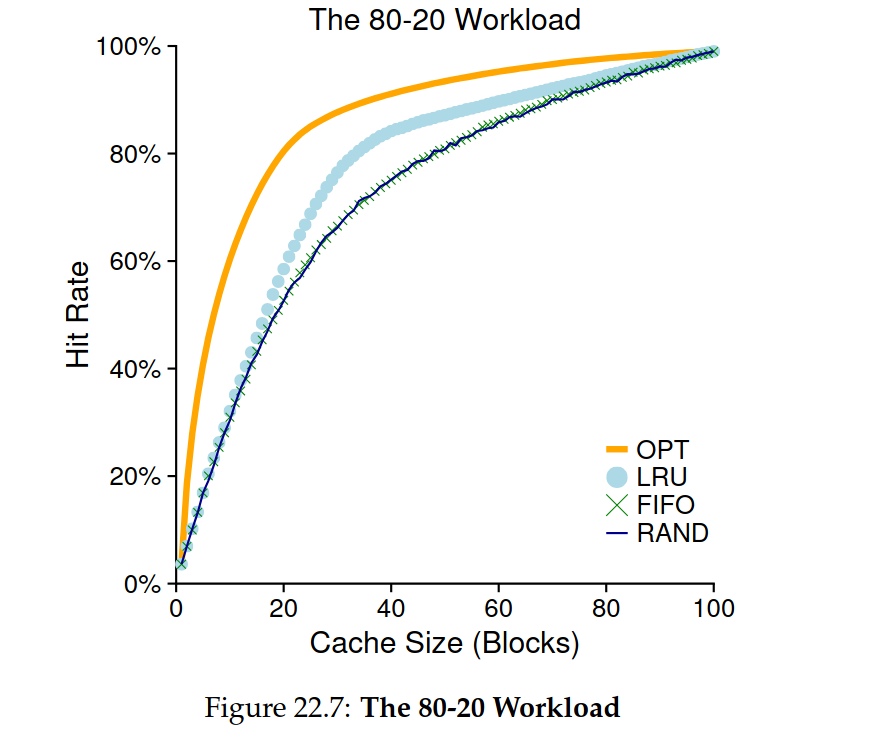 The 80-20 Workload
100%
80%
60%
40%
20%
0%
Hit Rate
OPT
LRU
FIFO
RAND
0 20 40 60 80 100
Cache Size (Blocks)
Figure 22.7: The 80-20 Workload